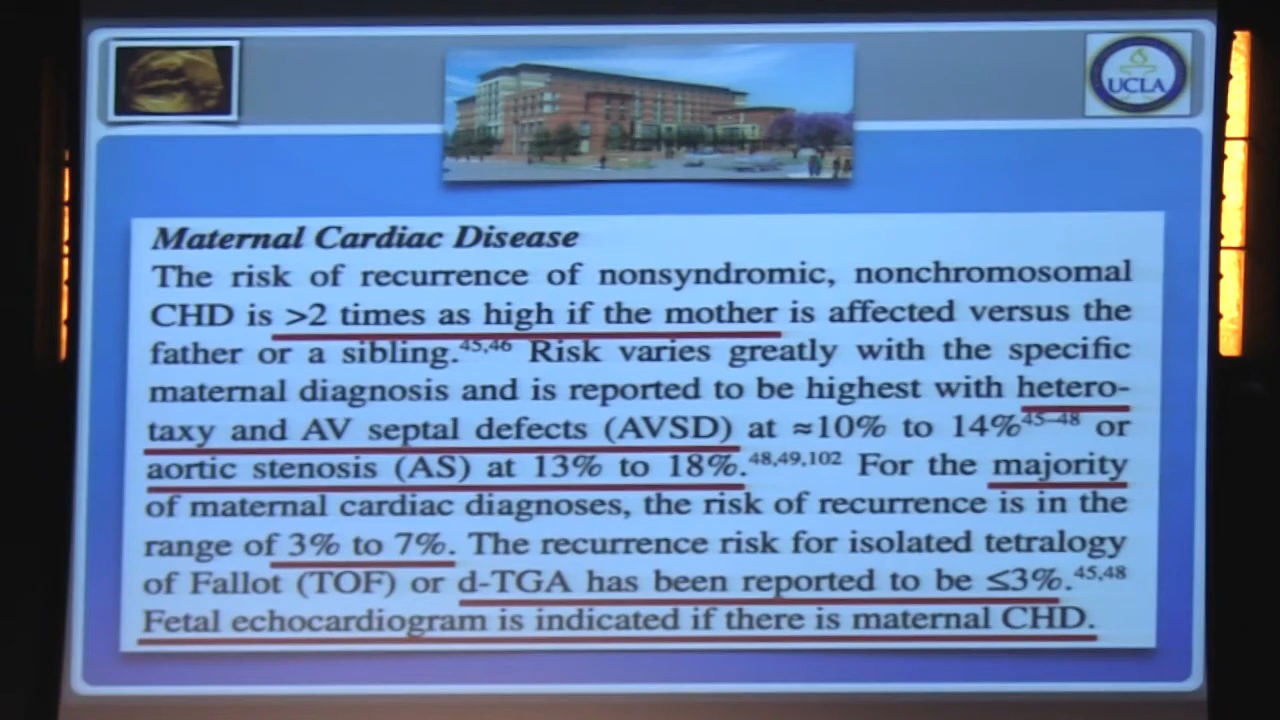 UCLA
Maternal Cardiac Disease
The risk of recurrence of nonsyndromic, nonchromosomal
CHD is >2 times as high if the mother is affected versus the
father or a sibling.45,46 Risk varies greatly with the specific
maternal diagnosis and is reported to be highest with hetero-
taxy and AV septal defects (AVSD) at ≈10% to 14%45–48 or
aortic stenosis (AS) at 13% to 18%.48,49,102 For the majority
of maternal cardiac diagnoses, the risk of recurrence is in the
range of 3% to 7%. The recurrence risk for isolated tetralogy
of Fallot (TOF) or d-TGA has been reported to be ≤3%.45,48
Fetal echocardiogram is indicated if there is maternal CHD.